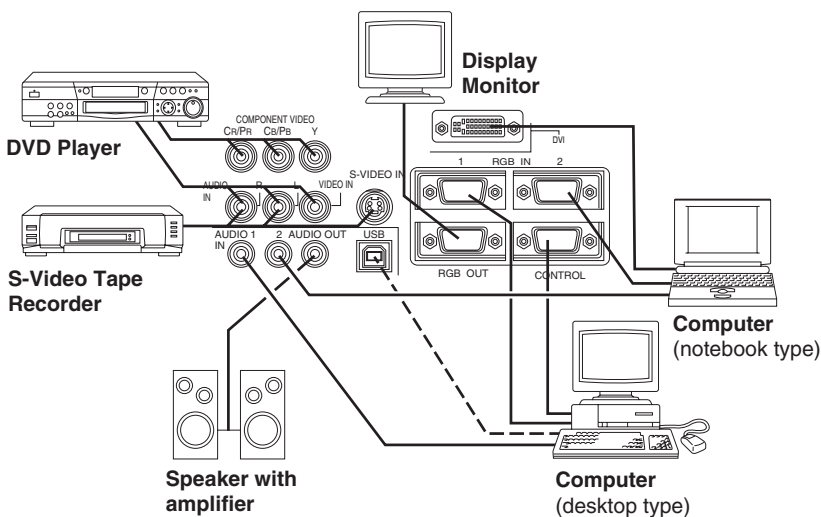 Display
Monitor
DVD Player
COMPONENT VIDEO
CR/PR CB/PB Y
DVI
1 RGB IN 2
S-VIDEO IN
AUDIO
IN
R L VIDEO IN
AUDIO 1 2 AUDIO OUT USB
IN
RGB OUT CONTROL
S-Video Tape
Recorder
Computer
(notebook type)
Speaker with
amplifier
Computer
(desktop type)